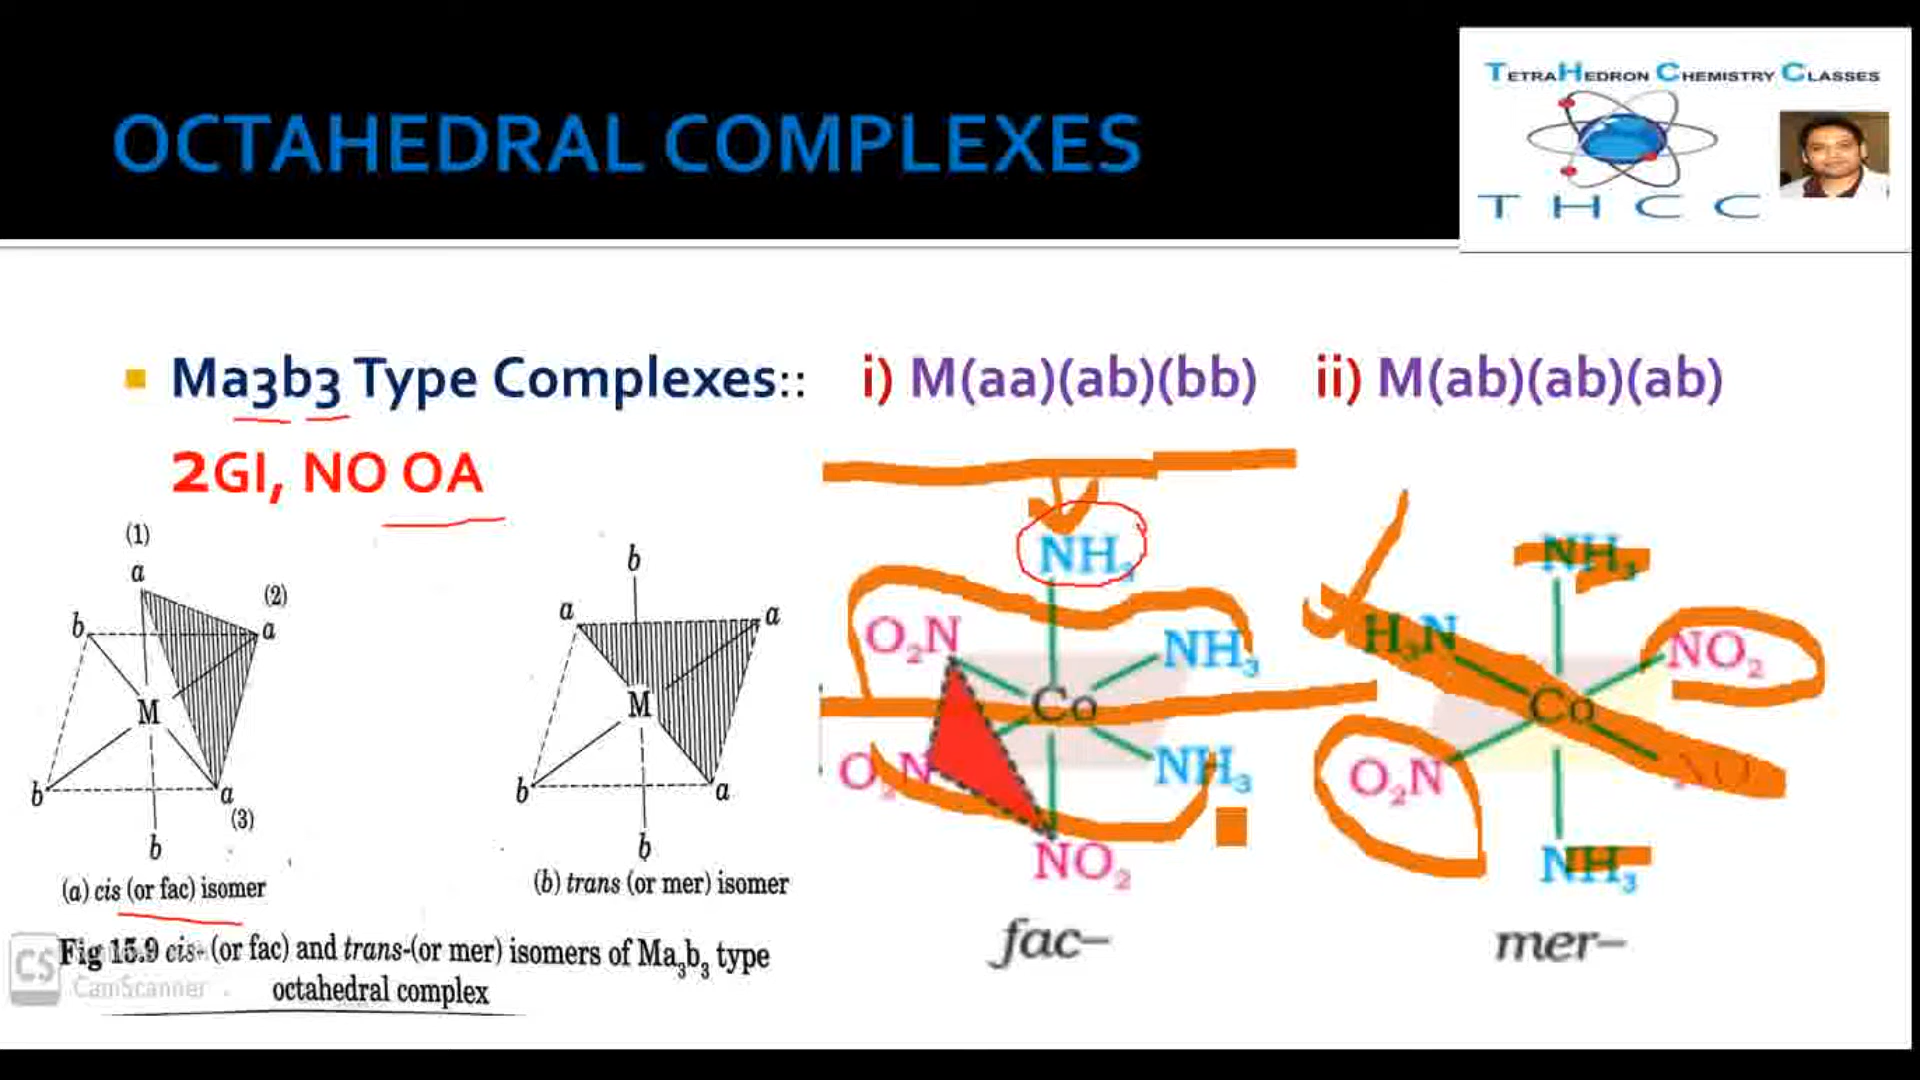 TETRAHEDRON CHEMISTRY CLASSES
T H C C
OCTAHEDRAL COMPLEXES
Ma3b3 Type Complexes:: i) M(aa)(ab)(bb) ii) M(ab)(ab)(ab)
2GI, NO OA
(1)
a
(2)
b
a
M
b
a
(3)
b
(a) cis (or fac) isomer
b
a
a
M
b
a
b
(b) trans (or mer) isomer
Fig 15.9 cis- (or fac) and trans-(or mer) isomers of Ma3b3 type
octahedral complex
CS
CamScanner
NH3
O2N
NH3
Co
O2N
NH3
NO2
fac–
NH3
H3N
NO2
Co
O2N
NO
NH3
mer–